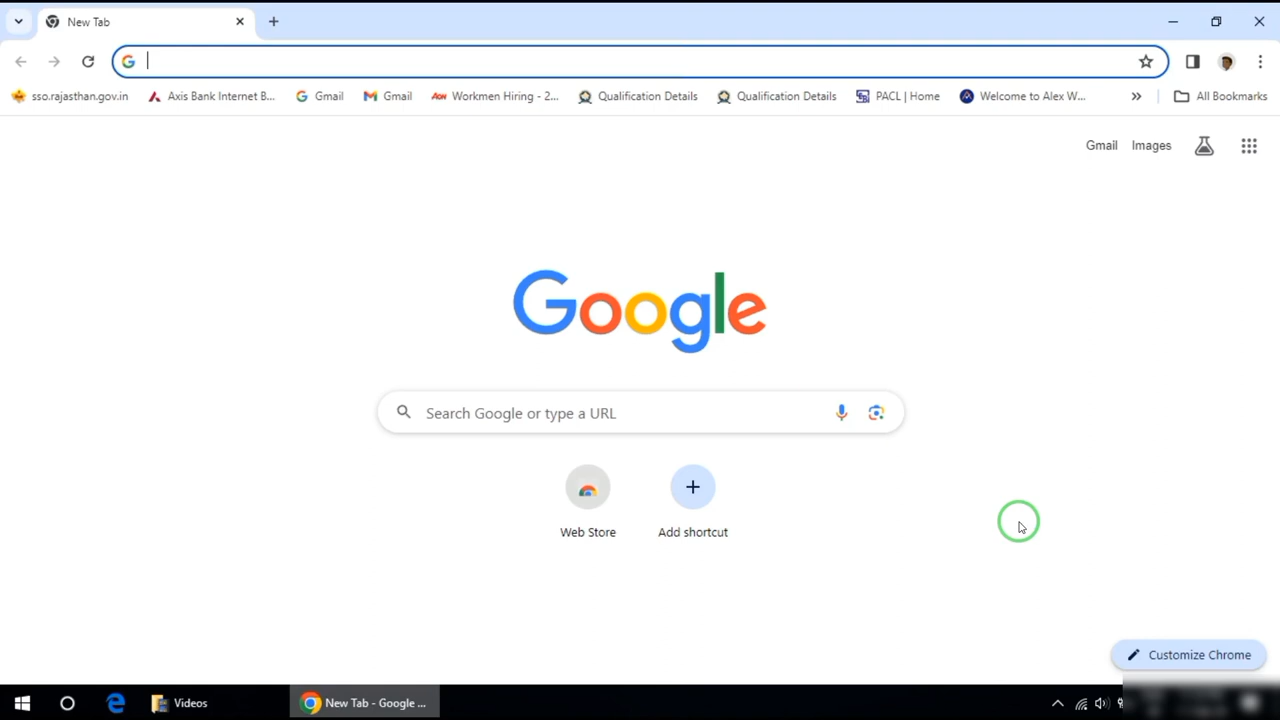 New Tab
sso.rajasthan.gov.in Axis Bank Internet B... Gmail Gmail Workmen Hiring - 2... Qualification Details Qualification Details PACL | Home Welcome to Alex W... » All Bookmarks
Gmail Images
Google
Search Google or type a URL
Web Store Add shortcut
Customize Chrome
Videos New Tab - Google ...